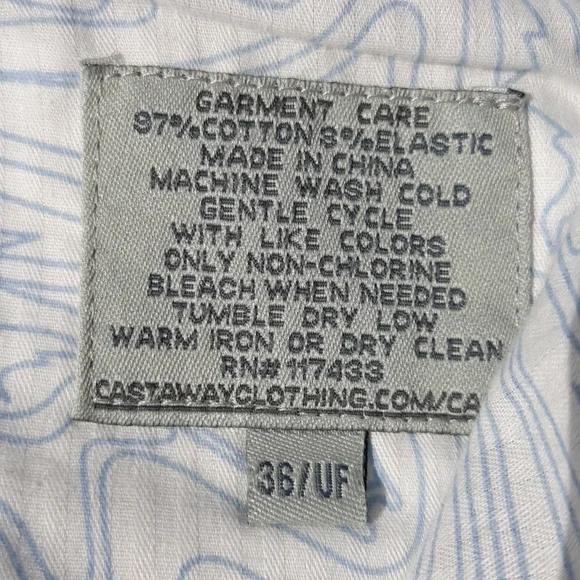 GARMENT CARE
97%COTTON/3%ELASTIC
MADE IN CHINA
MACHINE WASH COLD
GENTLE CYCLE
WITH LIKE COLORS
ONLY NON-CHLORINE
BLEACH WHEN NEEDED
TUMBLE DRY LOW
WARM IRON OR DRY CLEAN
RN# 117433
CASTAWAYCLOTHING.COM/CA
36/UF